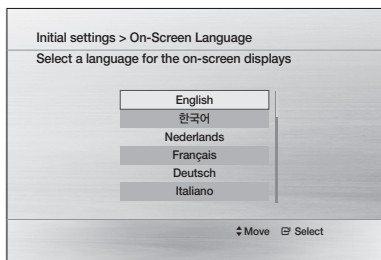 Initial settings > On-Screen Language
Select a language for the on-screen displays
English
한국어
Nederlands
Français
Deutsch
Italiano
Move Select